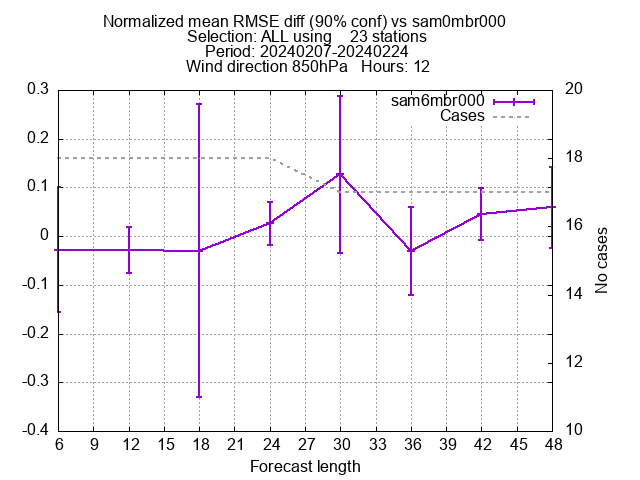 Normalized mean RMSE diff (90% conf) vs sam0mbr000
Selection: ALL using    23 stations
Period: 20240207-20240224
Wind direction 850hPa   Hours: 12
sam6mbr000
Cases
0.3
0.2
0.1
0
-0.1
-0.2
-0.3
-0.4
20
18
16
14
12
10
No cases
6 9 12 15 18 21 24 27 30 33 36 39 42 45 48
Forecast length